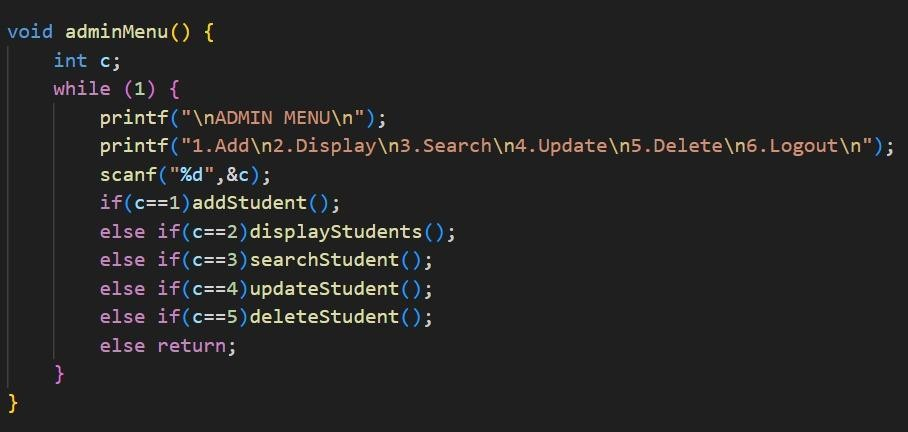 void adminMenu() {
    int c;
    while (1) {
        printf("\nADMIN MENU\n");
        printf("1.Add\n2.Display\n3.Search\n4.Update\n5.Delete\n6.Logout\n");
        scanf("%d",&c);
        if(c==1)addStudent();
        else if(c==2)displayStudents();
        else if(c==3)searchStudent();
        else if(c==4)updateStudent();
        else if(c==5)deleteStudent();
        else return;
    }
}